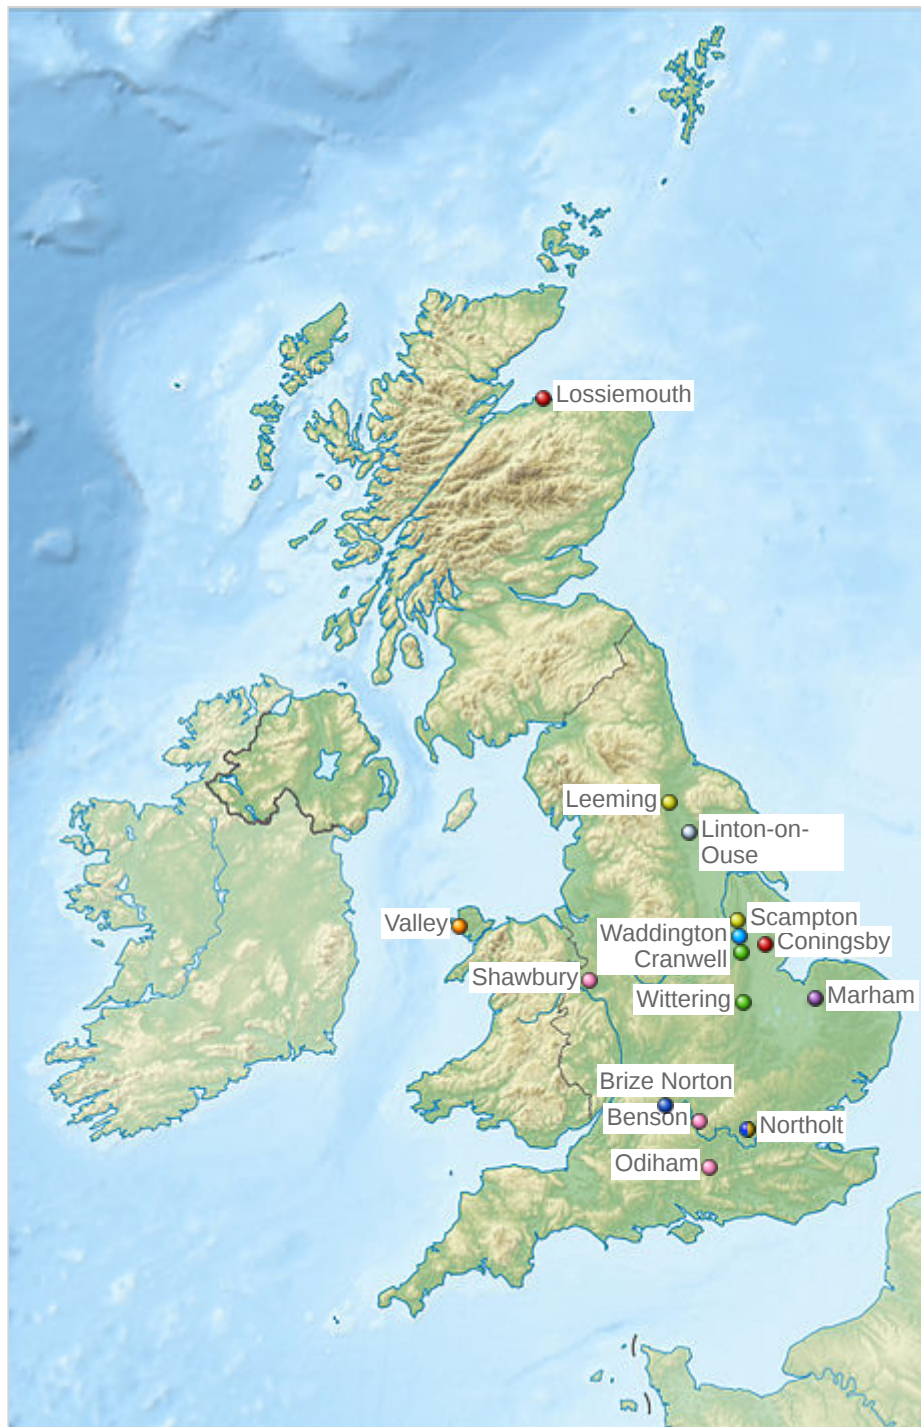 Lossiemouth
Leeming
Linton-on-
Ouse
Valley
Scampton
Waddington
Coningsby
Cranwell
Shawbury
Wittering
Marham
Brize Norton
Benson
Northolt
Odiham